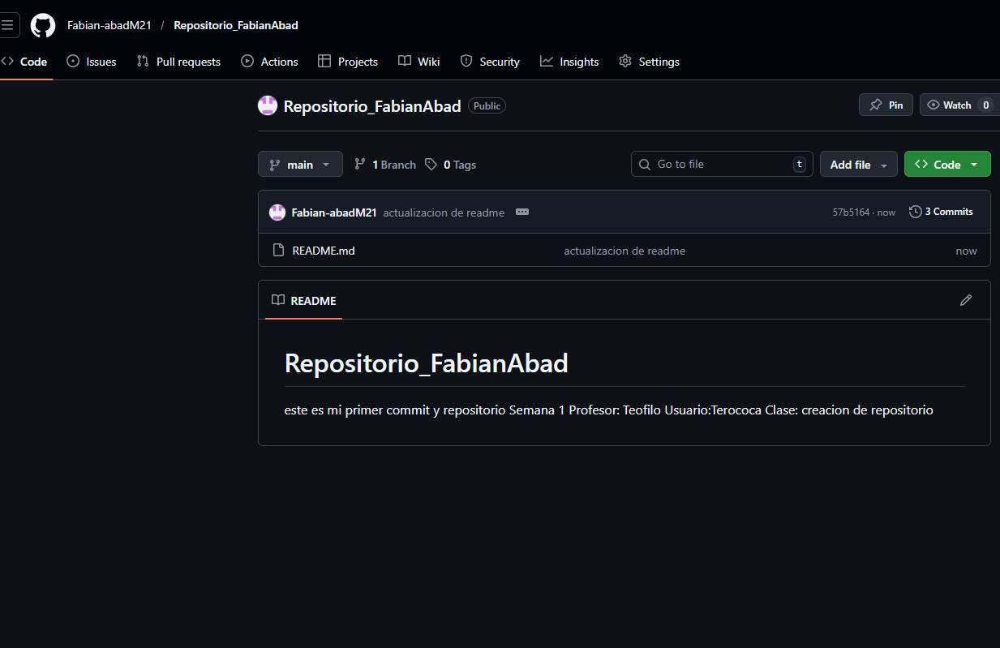 Fabian-abadM21 / Repositorio_FabianAbad
Code Issues Pull requests Actions Projects Wiki Security Insights Settings
Repositorio_FabianAbad Public Pin Watch 0
main 1 Branch 0 Tags Go to file t Add file Code
Fabian-abadM21 actualizacion de readme 57b5164 · now 3 Commits
README.md actualizacion de readme now
README
Repositorio_FabianAbad
este es mi primer commit y repositorio Semana 1 Profesor: Teofilo Usuario:Terococa Clase: creacion de repositorio